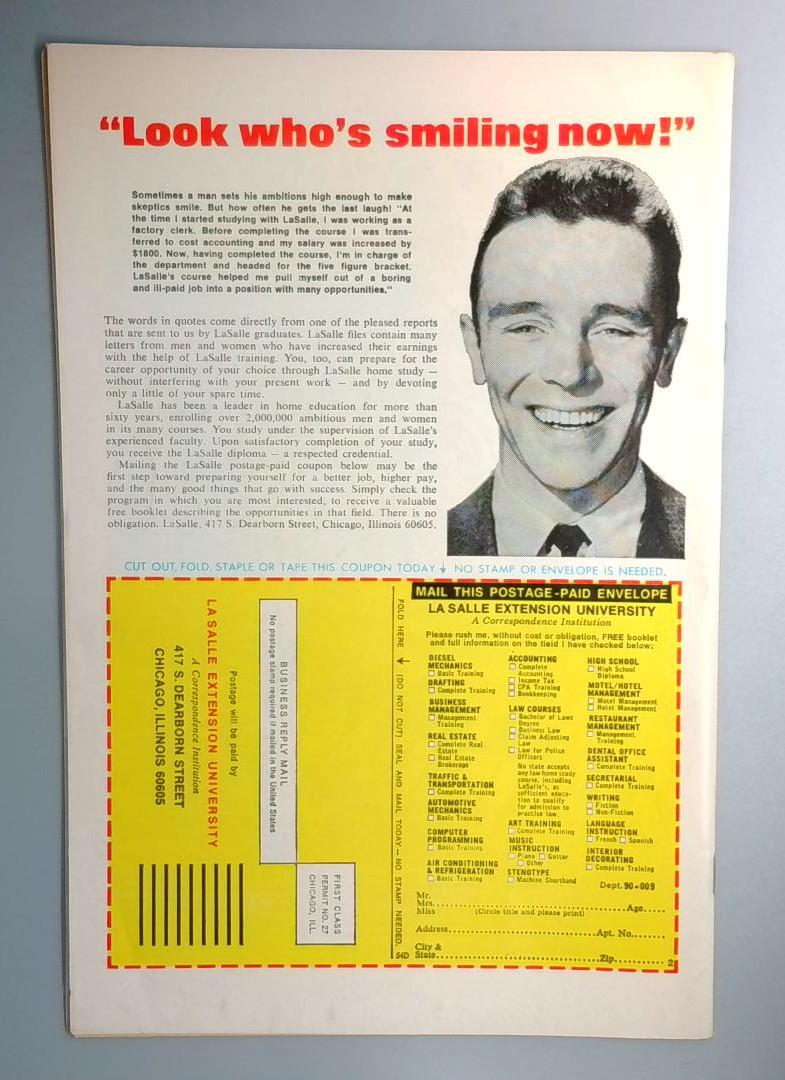 “Look who’s smiling now!”
Sometimes a man sets his ambitions high enough to make
skeptics smile. But how often he gets the last laugh! “At
the time I started studying with LaSalle, I was working as a
factory clerk. Before completing the course I was trans-
ferred to cost accounting and my salary was increased by
$1800. Now, having completed the course, I’m in charge of
the department and headed for the five figure bracket.
LaSalle’s course helped me pull myself out of a boring
and ill-paid job into a position with many opportunities.”
The words in quotes come directly from one of the pleased reports
that are sent to us by LaSalle graduates. LaSalle files contain many
letters from men and women who have increased their earnings
with the help of LaSalle training. You, too, can prepare for the
career opportunity of your choice through LaSalle home study —
without interfering with your present work — and by devoting
only a little of your spare time.
LaSalle has been a leader in home education for more than
sixty years, enrolling over 2,000,000 ambitious men and women
in its many courses. You study under the supervision of LaSalle’s
experienced faculty. Upon satisfactory completion of your study,
you receive the LaSalle diploma — a respected credential.
Mailing the LaSalle postage-paid coupon below may be the
first step toward preparing yourself for a better job, higher pay,
and the many good things that go with success. Simply check the
program in which you are most interested, to receive a valuable
free booklet describing the opportunities in that field. There is no
obligation. LaSalle, 417 S. Dearborn Street, Chicago, Illinois 60605.
CUT OUT, FOLD, STAPLE OR TAPE THIS COUPON TODAY ↓ NO STAMP OR ENVELOPE IS NEEDED.
FIRST CLASS
PERMIT NO. 27
CHICAGO, ILL.
BUSINESS REPLY MAIL
No postage stamp required if mailed in the United States
Postage will be paid by
LA SALLE EXTENSION UNIVERSITY
A Correspondence Institution
417 S. DEARBORN STREET
CHICAGO, ILLINOIS 60605
FOLD HERE → (DO NOT CUT) SEAL AND MAIL TODAY — NO STAMP NEEDED.
54D
MAIL THIS POSTAGE-PAID ENVELOPE
LA SALLE EXTENSION UNIVERSITY
A Correspondence Institution
Please rush me, without cost or obligation, FREE booklet
and full information on the field I have checked below:
DIESEL
MECHANICS
☐ Basic Training
DRAFTING
☐ Complete Training
BUSINESS
MANAGEMENT
☐ Management
Training
REAL ESTATE
☐ Complete Real
Estate
☐ Real Estate
Brokerage
TRAFFIC &
TRANSPORTATION
☐ Complete Training
AUTOMOTIVE
MECHANICS
☐ Basic Training
COMPUTER
PROGRAMMING
☐ Basic Training
AIR CONDITIONING
& REFRIGERATION
☐ Basic Training
ACCOUNTING
☐ Complete
Accounting
☐ Income Tax
☐ CPA Training
☐ Bookkeeping
LAW COURSES
☐ Bachelor of Laws
Degree
☐ Business Law
☐ Claim Adjusting
Law
☐ Law for Police
Officers
No state accepts
any law home study
course, including
LaSalle’s, as
sufficient educa-
tion to qualify
for admission to
practice law.
ART TRAINING
☐ Complete Training
MUSIC
INSTRUCTION
☐ Piano ☐ Guitar
☐ Other
STENOTYPE
☐ Machine Shorthand
HIGH SCHOOL
☐ High School
Diploma
MOTEL/HOTEL
MANAGEMENT
☐ Motel Management
☐ Hotel Management
RESTAURANT
MANAGEMENT
☐ Management
Training
DENTAL OFFICE
ASSISTANT
☐ Complete Training
SECRETARIAL
☐ Complete Training
WRITING
☐ Fiction
☐ Non-Fiction
LANGUAGE
INSTRUCTION
☐ French ☐ Spanish
INTERIOR
DECORATING
☐ Complete Training
Dept. 90-009
Mr.
Mrs. Age
Miss (Circle title and please print)
Address Apt. No.
City &
State Zip
2